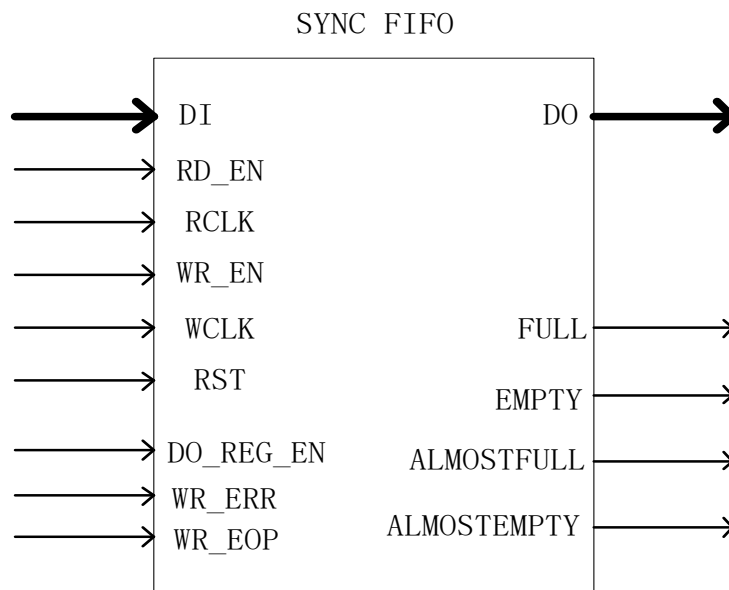 SYNC FIFO
DI
DO
RD_EN
RCLK
WR_EN
WCLK
FULL
RST
EMPTY
DO_REG_EN
ALMOSTFULL
WR_ERR
ALMOSTEMPTY
WR_EOP